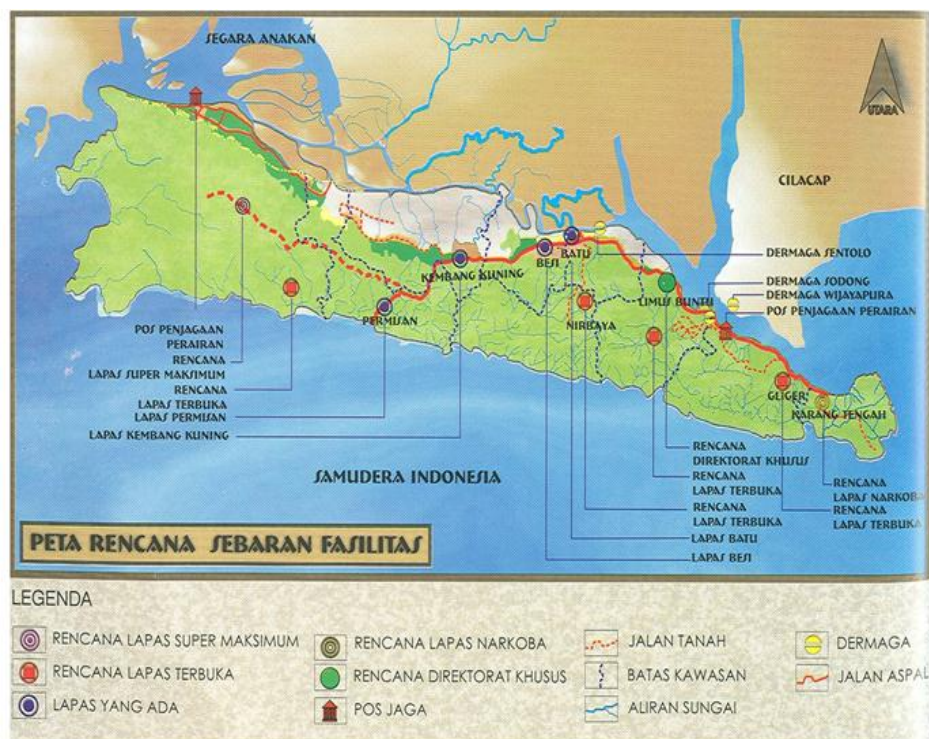 SEGARA ANAKAN
UTARA
CILACAP
DERMAGA SENTOLO
BATU
BESI
KEMBANG KUNING
DERMAGA SODONG
DERMAGA WIJAYAPURA
POS PENJAGAAN PERAIRAN
LIMUS BUNTU
NIRBAYA
PERMISAN
GLIGER
KARANG TENGAH
POS PENJAGAAN
PERAIRAN
RENCANA
LAPAS SUPER MAKSIMUM
RENCANA
LAPAS TERBUKA
LAPAS PERMISAN
LAPAS KEMBANG KUNING
SAMUDERA INDONESIA
RENCANA
DIREKTORAT KHUSUS
RENCANA
LAPAS TERBUKA
RENCANA
LAPAS TERBUKA
LAPAS BATU
LAPAS BESI
RENCANA
LAPAS NARKOBA
RENCANA
LAPAS TERBUKA
PETA RENCANA SEBARAN FASILITAS
LEGENDA
RENCANA LAPAS SUPER MAKSIMUM
RENCANA LAPAS TERBUKA
LAPAS YANG ADA
RENCANA LAPAS NARKOBA
RENCANA DIREKTORAT KHUSUS
POS JAGA
JALAN TANAH
BATAS KAWASAN
ALIRAN SUNGAI
DERMAGA
JALAN ASPAL